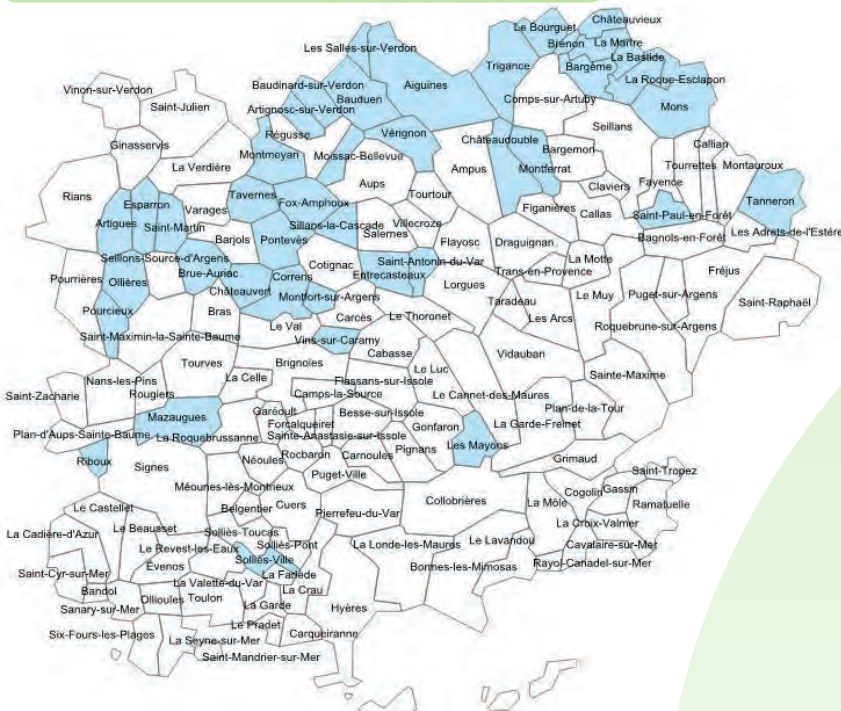 Châteauvieux
Le Bourguet
Brenon
La Martre
Les Salles-sur-Verdon
La Bastide
Trigance
Bargème
La Roque-Esclapon
Baudinard-sur-Verdon
Aiguines
Vinon-sur-Verdon
Bauduen
Comps-sur-Artuby
Mons
Saint-Julien
Artignosc-sur-Verdon
Seillans
Régusse
Vérignon
Châteaudouble
Callian
Ginasservis
Montmeyan
Moissac-Bellevue
Bargemon
Tourrettes
Montauroux
La Verdière
Ampus
Montferrat
Fayence
Aups
Claviers
Rians
Tavernes
Tourtour
Tanneron
Esparron
Fox-Amphoux
Figanières
Callas
Saint-Paul-en-Forêt
Artigues
Saint-Martin
Varages
Sillans-la-Cascade
Villecroze
Salernes
Bagnols-en-Forêt
Les Adrets-de-l'Estére
Barjols
Pontevès
Flayosc
Draguignan
Seillons-Source-d'Argens
Cotignac
Saint-Antonin-du-Var
La Motte
Pourrières
Ollières
Brue-Auriac
Correns
Entrecasteaux
Trans-en-Provence
Fréjus
Châteauvert
Montfort-sur-Argens
Lorgues
Le Muy
Puget-sur-Argens
Saint-Raphaël
Pourcieux
Bras
Taradeau
Carcès
Le Thoronet
Les Arcs
Roquebrune-sur-Argens
Saint-Maximin-la-Sainte-Baume
Le Val
Vins-sur-Caramy
Cabasse
Vidauban
Tourves
Brignoles
Le Luc
Sainte-Maxime
Nans-les-Pins
La Celle
Flassans-sur-Issole
Saint-Zacharie
Rougiers
Camps-la-Source
Le Cannet-des-Maures
Mazaugues
Garéoult
Besse-sur-Issole
Plan-de-la-Tour
Forcalqueiret
Gonfaron
La Garde-Freinet
Plan-d'Aups-Sainte-Baume
La Roquebrussanne
Sainte-Anastasie-sur-Issole
Les Mayons
Riboux
Néoules
Rocbaron
Carnoules
Pignans
Grimaud
Signes
Puget-Ville
Saint-Tropez
Méounes-lès-Montrieux
Cogolin
Gassin
Collobrières
La Môle
Ramatuelle
Le Castellet
Belgentier
Cuers
Pierrefeu-du-Var
La Croix-Valmer
Le Beausset
Solliès-Toucas
La Cadière-d'Azur
Le Revest-les-Eaux
Solliès-Pont
La Londe-les-Maures
Le Lavandou
Cavalaire-sur-Mer
Évenos
Solliès-Ville
Bormes-les-Mimosas
Rayol-Canadel-sur-Mer
Saint-Cyr-sur-Mer
La Farlède
La Valette-du-Var
Bandol
Ollioules
Toulon
La Crau
Sanary-sur-Mer
La Garde
Hyères
Le Pradet
Six-Fours-les-Plages
La Seyne-sur-Mer
Carqueiranne
Saint-Mandrier-sur-Mer